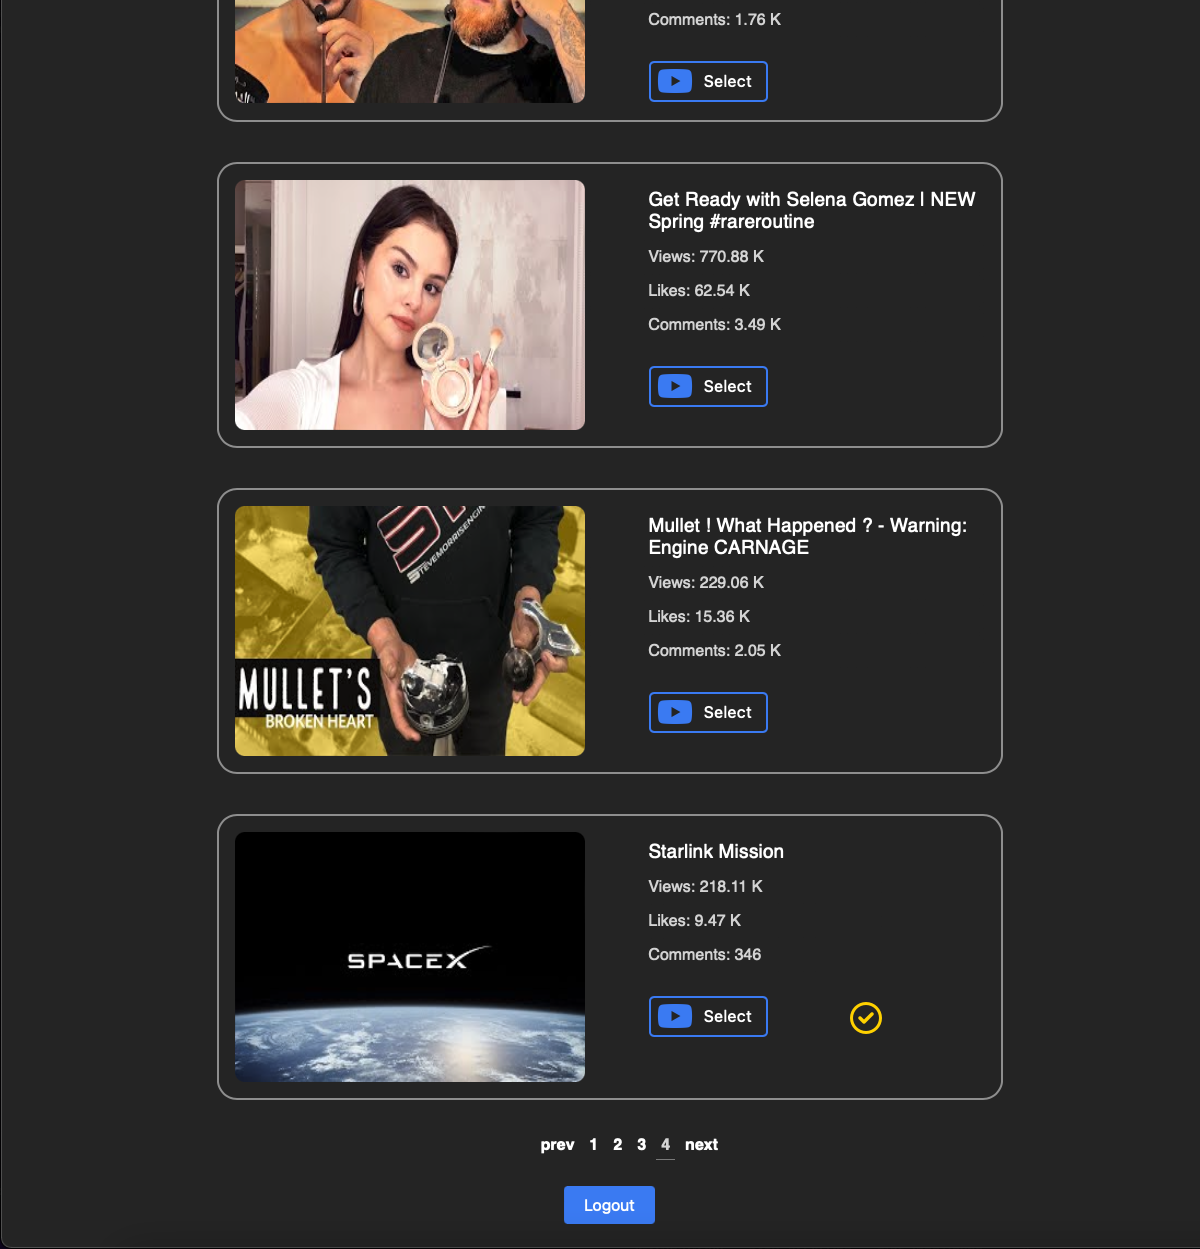 Comments: 1.76 K
Select
Get Ready with Selena Gomez | NEW
Spring #rareroutine
Views: 770.88 K
Likes: 62.54 K
Comments: 3.49 K
Select
STEVEMORRISENGIN
MULLET'S
BROKEN HEART
Mullet ! What Happened ? - Warning:
Engine CARNAGE
Views: 229.06 K
Likes: 15.36 K
Comments: 2.05 K
Select
SPACEX
Starlink Mission
Views: 218.11 K
Likes: 9.47 K
Comments: 346
Select
prev 1 2 3 4 next
Logout